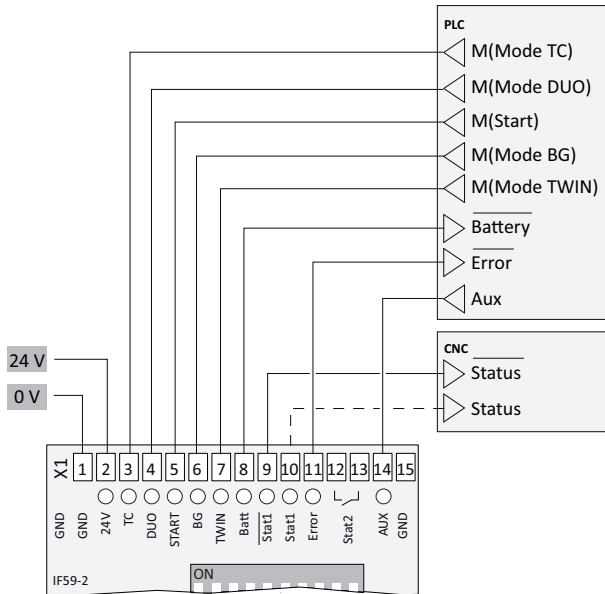 PLC
M(Mode TC)
M(Mode DUO)
M(Start)
M(Mode BG)
M(Mode TWIN)
Battery
Error
Aux
CNC
Status
Status
24 V
0 V
X1 1 2 3 4 5 6 7 8 9 10 11 12 13 14 15
GND GND 24V TC DUO START BG TWIN Batt Stat1 Stat1 Error Stat2 AUX GND
IF59-2
ON